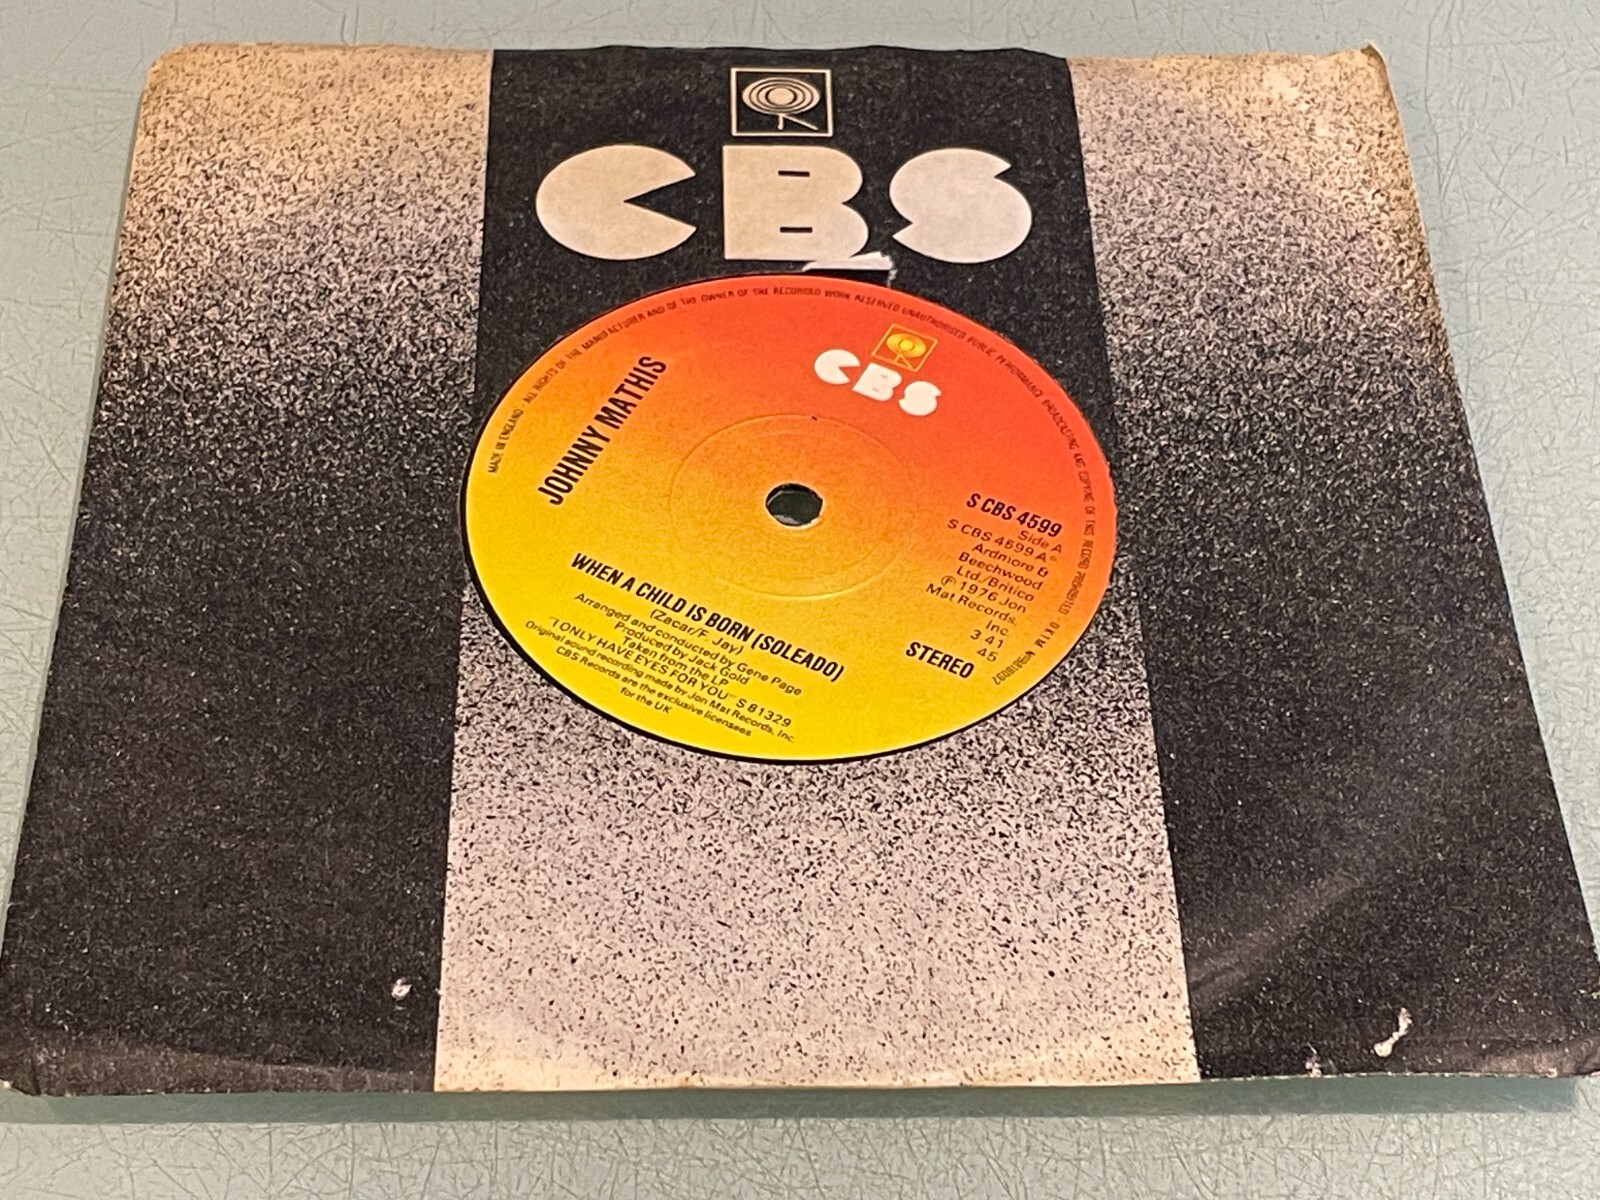 CBS
MADE IN ENGLAND · ALL RIGHTS OF THE MANUFACTURER AND OF THE OWNER OF THE RECORDED WORK RESERVED UNAUTHORISED PUBLIC PERFORMANCE BROADCASTING AND COPYING OF THIS RECORD PROHIBITED
CBS
JOHNNY MATHIS
S CBS 4599
Side A
S CBS 4599 A
Ardmore &
Beechwood
Ltd./Britico
℗ 1976 Jon
Mat Records,
Inc
3 41
45
STEREO
WHEN A CHILD IS BORN (SOLEADO)
(Zacar/F. Jay)
Arranged and conducted by Gene Page
Produced by Jack Gold
Taken from the LP
"I ONLY HAVE EYES FOR YOU" S 81329
Original sound recording made by Jon Mat Records, Inc.
CBS Records are the exclusive licensees
for the UK